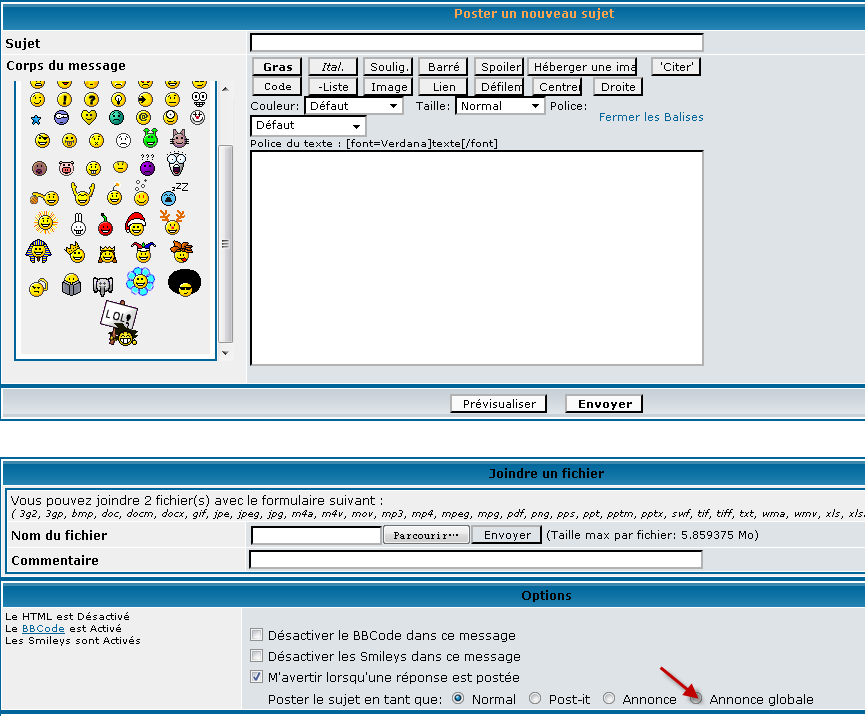 Poster un nouveau sujet
Sujet
Corps du message
Gras Ital. Soulig. Barré Spoiler Héberger une ima 'Citer'
Code -Liste Image Lien Défilem Centrer Droite
Couleur: Défaut Taille: Normal Police:
Fermer les Balises
Défaut
Police du texte : [font=Verdana]texte[/font]
LOL!
Prévisualiser Envoyer
Joindre un fichier
Vous pouvez joindre 2 fichier(s) avec le formulaire suivant :
( 3g2, 3gp, bmp, doc, docm, docx, gif, jpe, jpeg, jpg, m4a, m4v, mov, mp3, mp4, mpeg, mpg, pdf, png, pps, ppt, pptm, pptx, swf, tif, tiff, txt, wma, wmv, xls, xls
Nom du fichier Parcourir... Envoyer (Taille max par fichier: 5.859375 Mo)
Commentaire
Options
Le HTML est Désactivé
Le BBCode est Activé
Les Smileys sont Activés
Désactiver le BBCode dans ce message
Désactiver les Smileys dans ce message
M'avertir lorsqu'une réponse est postée
Poster le sujet en tant que: Normal Post-it Annonce Annonce globale